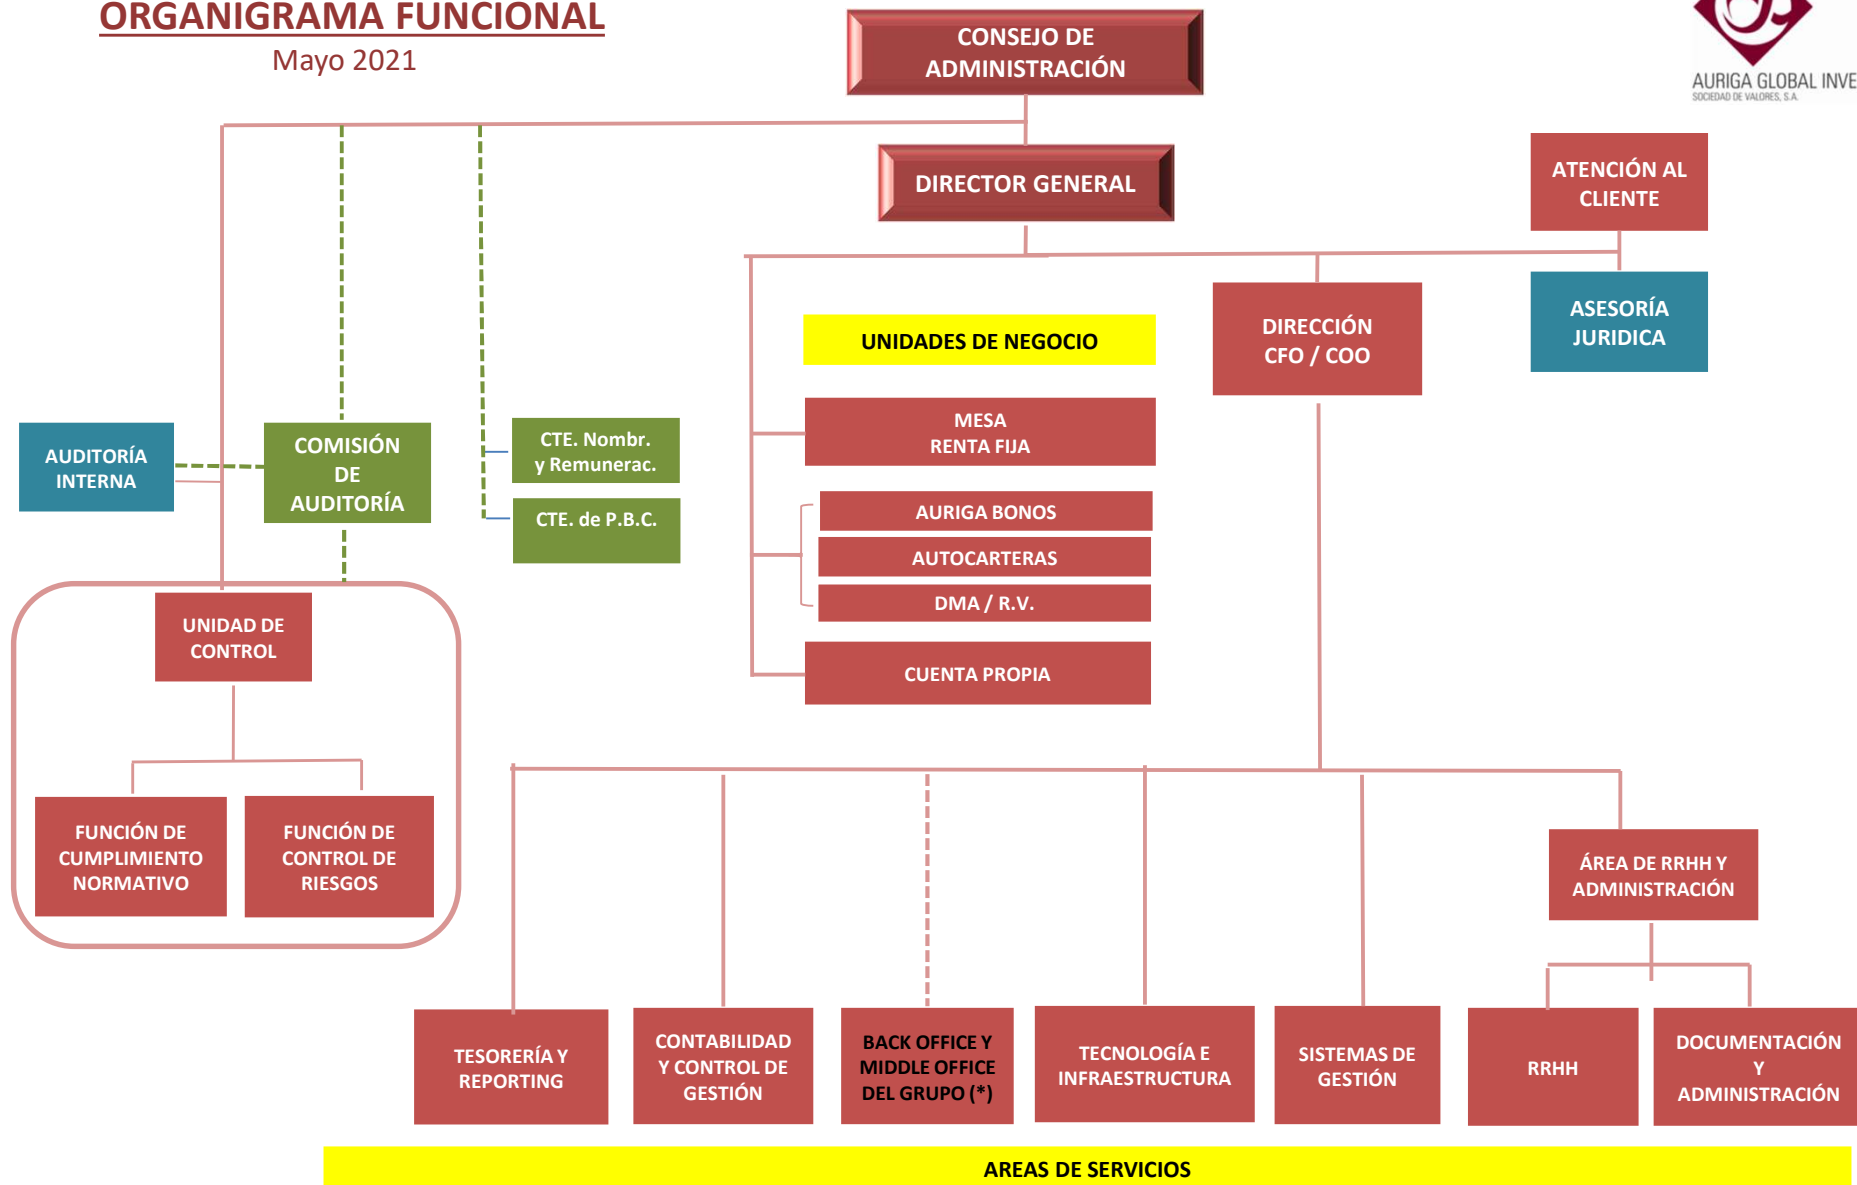 ORGANIGRAMA FUNCIONAL
Mayo 2021
CONSEJO DE
ADMINISTRACIÓN
AURIGA GLOBAL INVE
SOCIEDAD DE VALORES, S.A.
DIRECTOR GENERAL
ATENCIÓN AL
CLIENTE
ASESORÍA
JURIDICA
DIRECCIÓN
CFO / COO
UNIDADES DE NEGOCIO
MESA
RENTA FIJA
AURIGA BONOS
AUTOCARTERAS
DMA / R.V.
CUENTA PROPIA
AUDITORÍA
INTERNA
COMISIÓN
DE
AUDITORÍA
CTE. Nombr.
y Remunerac.
CTE. de P.B.C.
UNIDAD DE
CONTROL
FUNCIÓN DE
CUMPLIMIENTO
NORMATIVO
FUNCIÓN DE
CONTROL DE
RIESGOS
ÁREA DE RRHH Y
ADMINISTRACIÓN
TESORERÍA Y
REPORTING
CONTABILIDAD
Y CONTROL DE
GESTIÓN
BACK OFFICE Y
MIDDLE OFFICE
DEL GRUPO (*)
TECNOLOGÍA E
INFRAESTRUCTURA
SISTEMAS DE
GESTIÓN
RRHH
DOCUMENTACIÓN
Y
ADMINISTRACIÓN
AREAS DE SERVICIOS